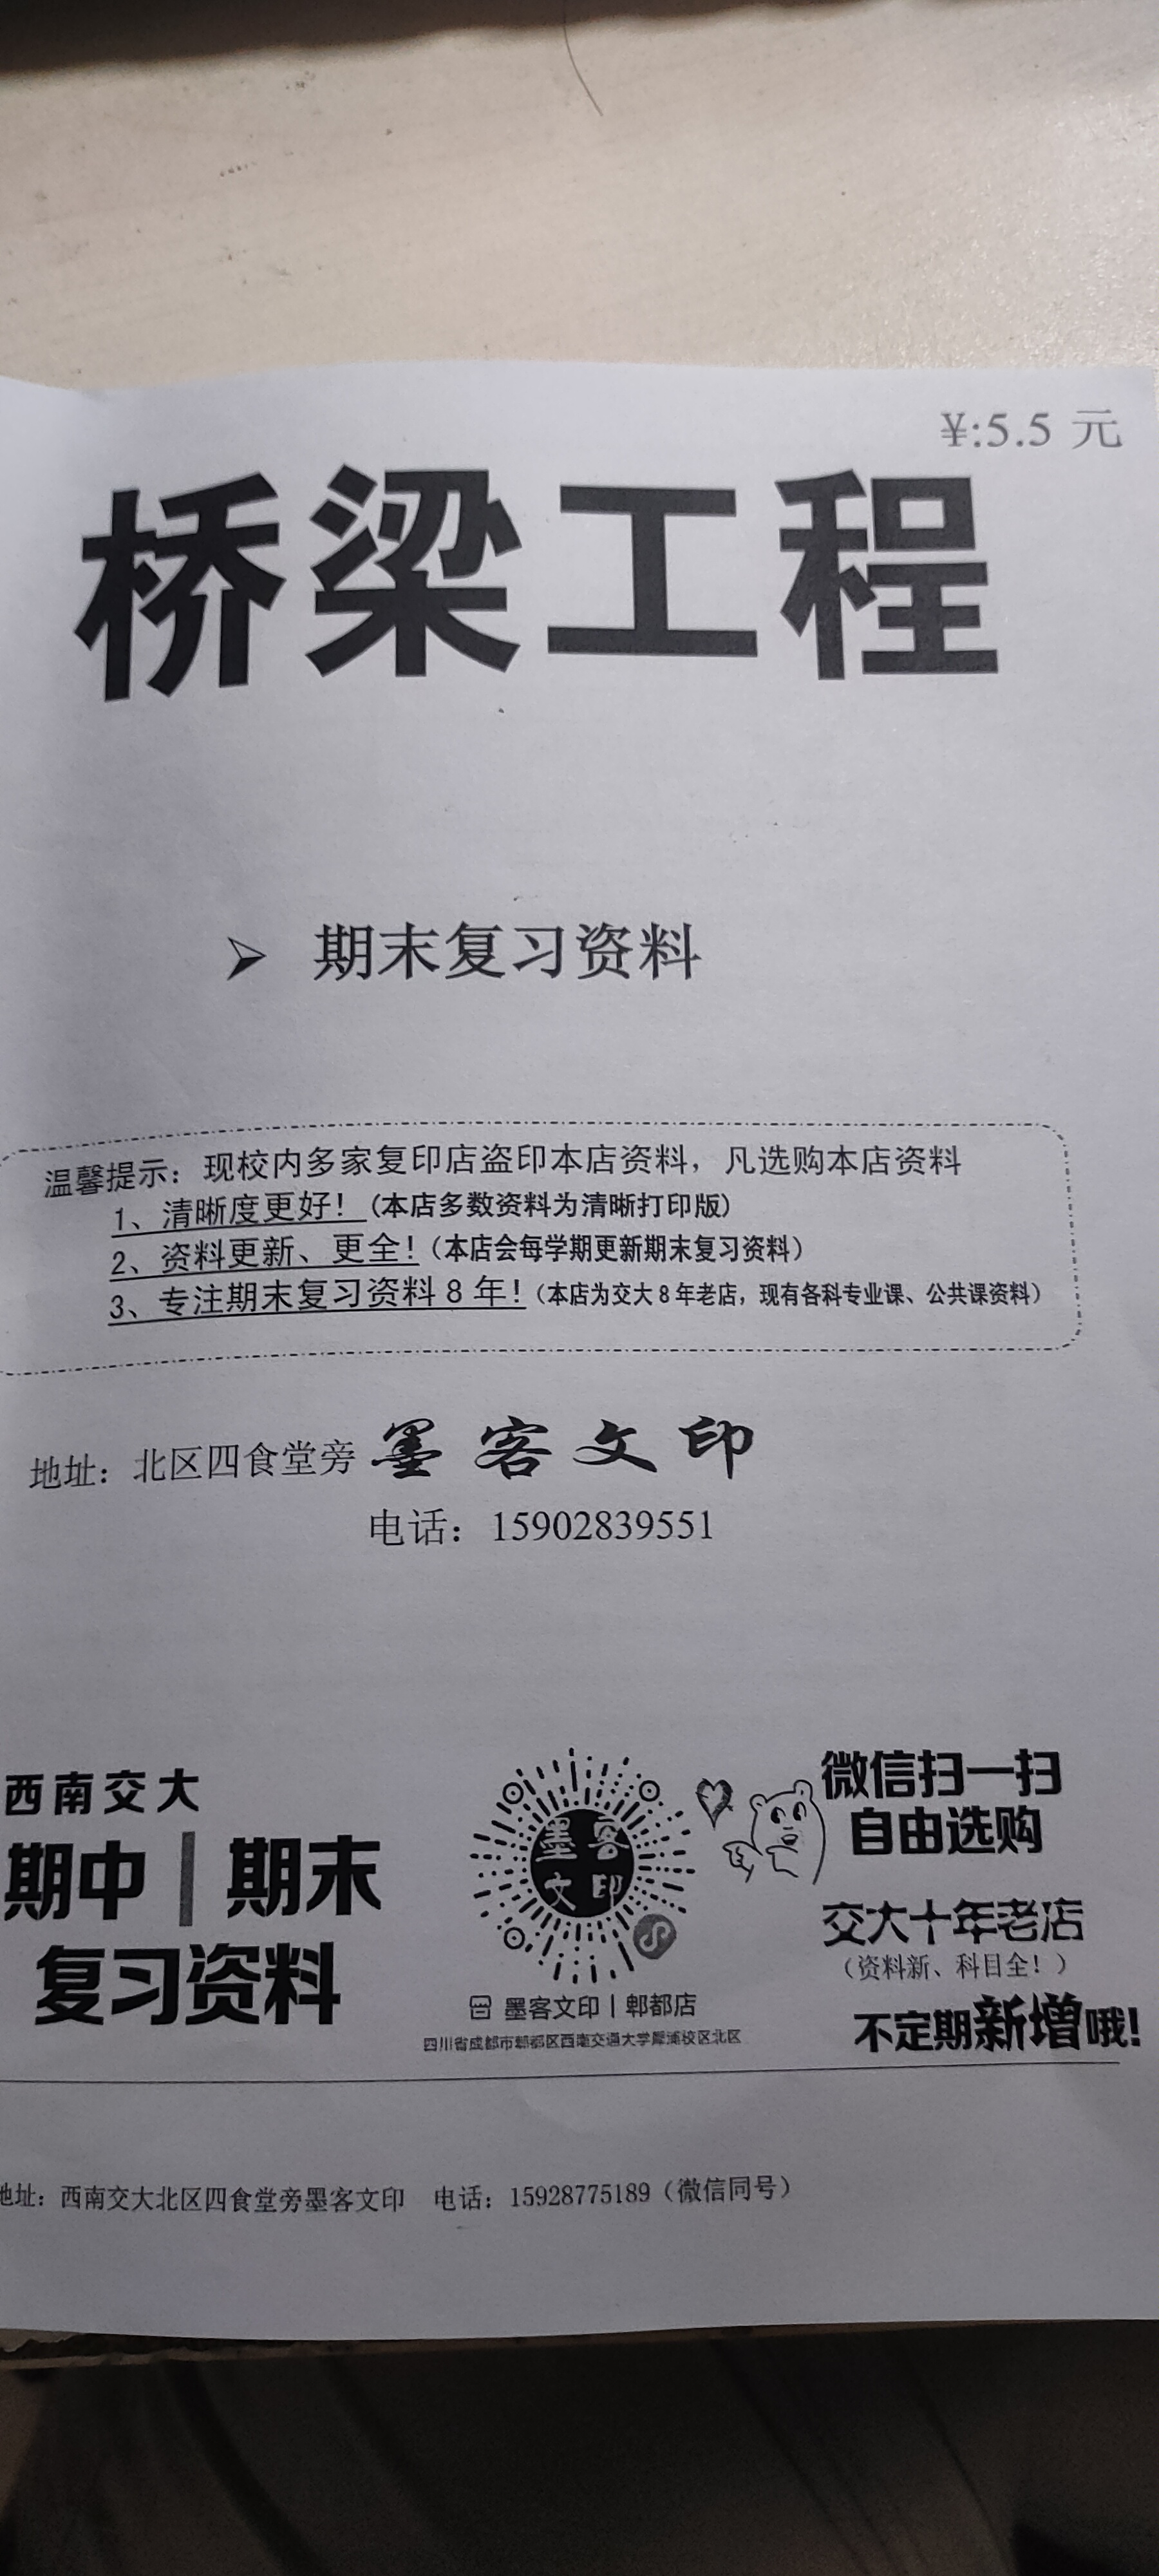 ¥:5.5 元
桥梁工程
➢ 期末复习资料
温馨提示：现校内多家复印店盗印本店资料，凡选购本店资料
1、清晰度更好！（本店多数资料为清晰打印版）
2、资料更新、更全！（本店会每学期更新期末复习资料）
3、专注期末复习资料 8 年！（本店为交大 8 年老店，现有各科专业课、公共课资料）
地址：北区四食堂旁 墨客文印
电话：15902839551
西南交大
期中｜期末
复习资料
墨客
文印
墨客文印｜郫都店
四川省成都市郫都区西南交通大学犀浦校区北区
微信扫一扫
自由选购
交大十年老店
（资料新、科目全！）
不定期新增哦！
地址：西南交大北区四食堂旁墨客文印 电话：15928775189（微信同号）